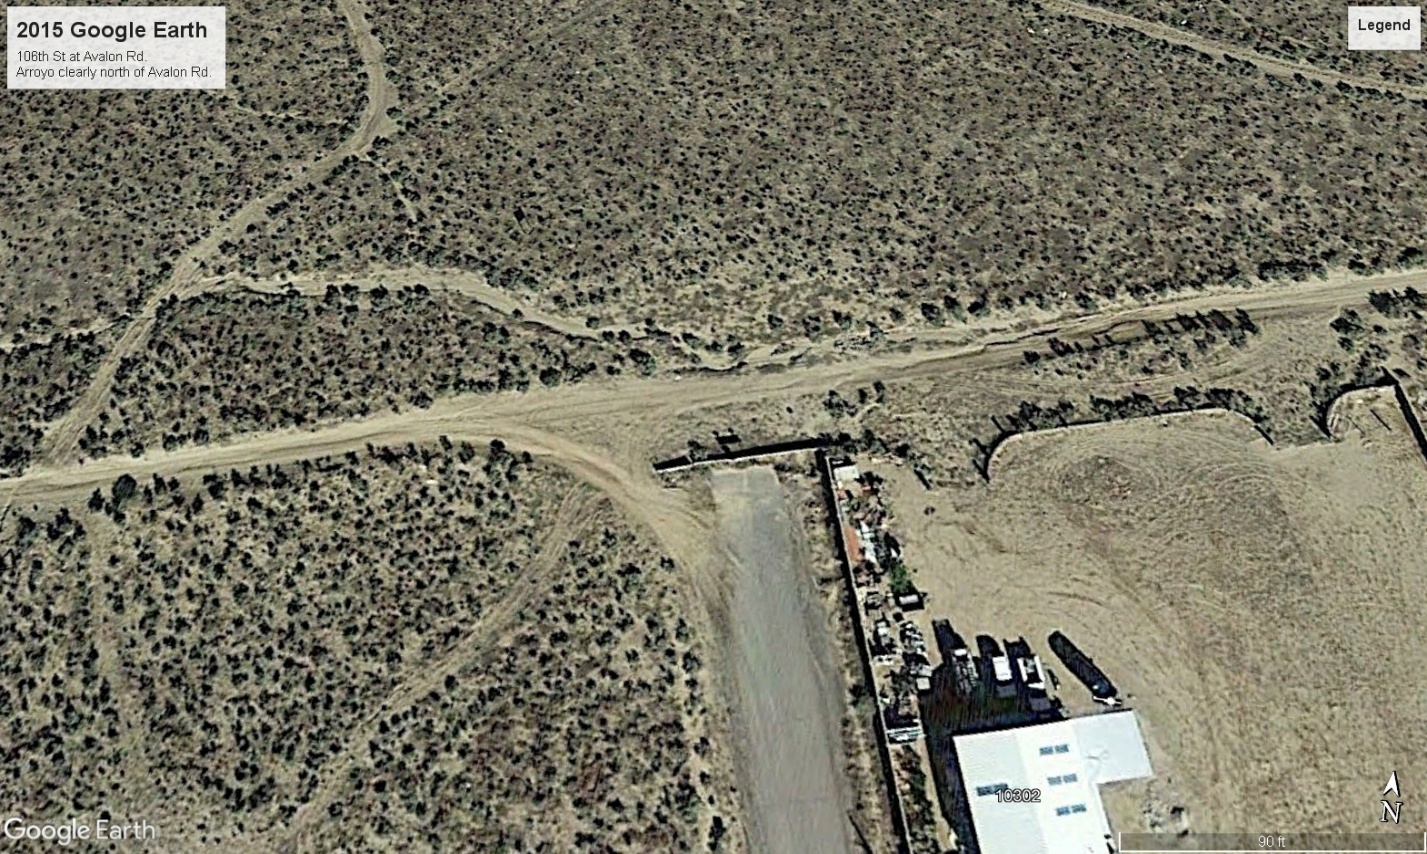 2015 Google Earth
106th St at Avalon Rd.
Arroyo clearly north of Avalon Rd.
Legend
10302
N
Google Earth
90 ft